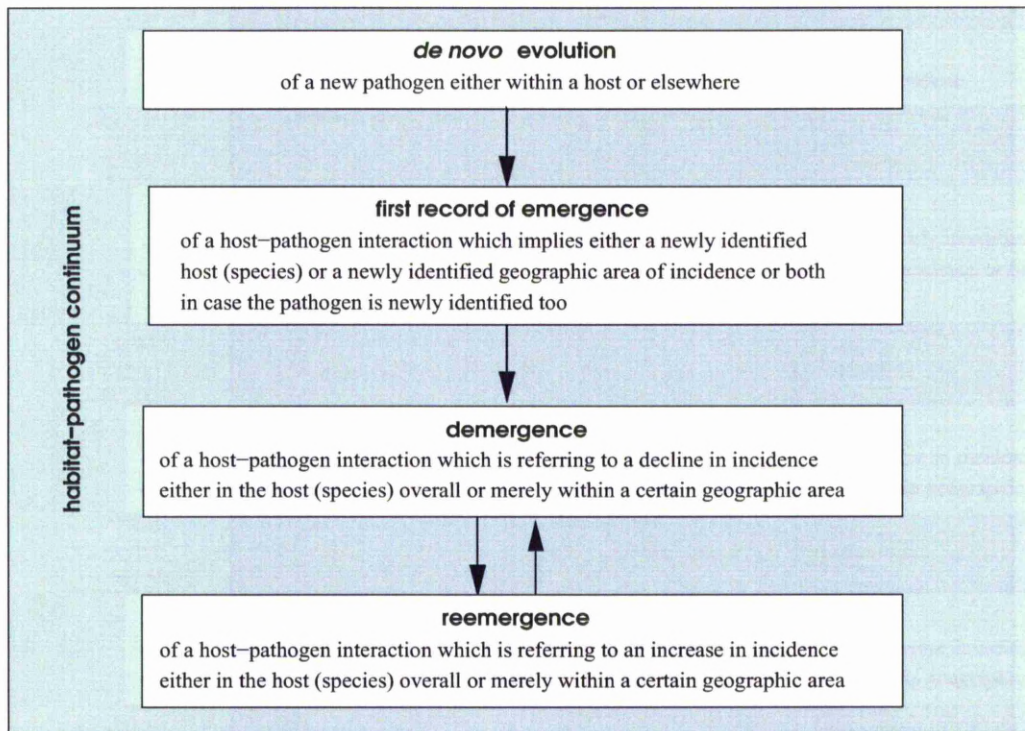 de novo evolution
of a new pathogen either within a host or elsewhere
first record of emergence
of a host–pathogen interaction which implies either a newly identified
host (species) or a newly identified geographic area of incidence or both
in case the pathogen is newly identified too
habitat–pathogen continuum
demergence
of a host–pathogen interaction which is referring to a decline in incidence
either in the host (species) overall or merely within a certain geographic area
reemergence
of a host–pathogen interaction which is referring to an increase in incidence
either in the host (species) overall or merely within a certain geographic area